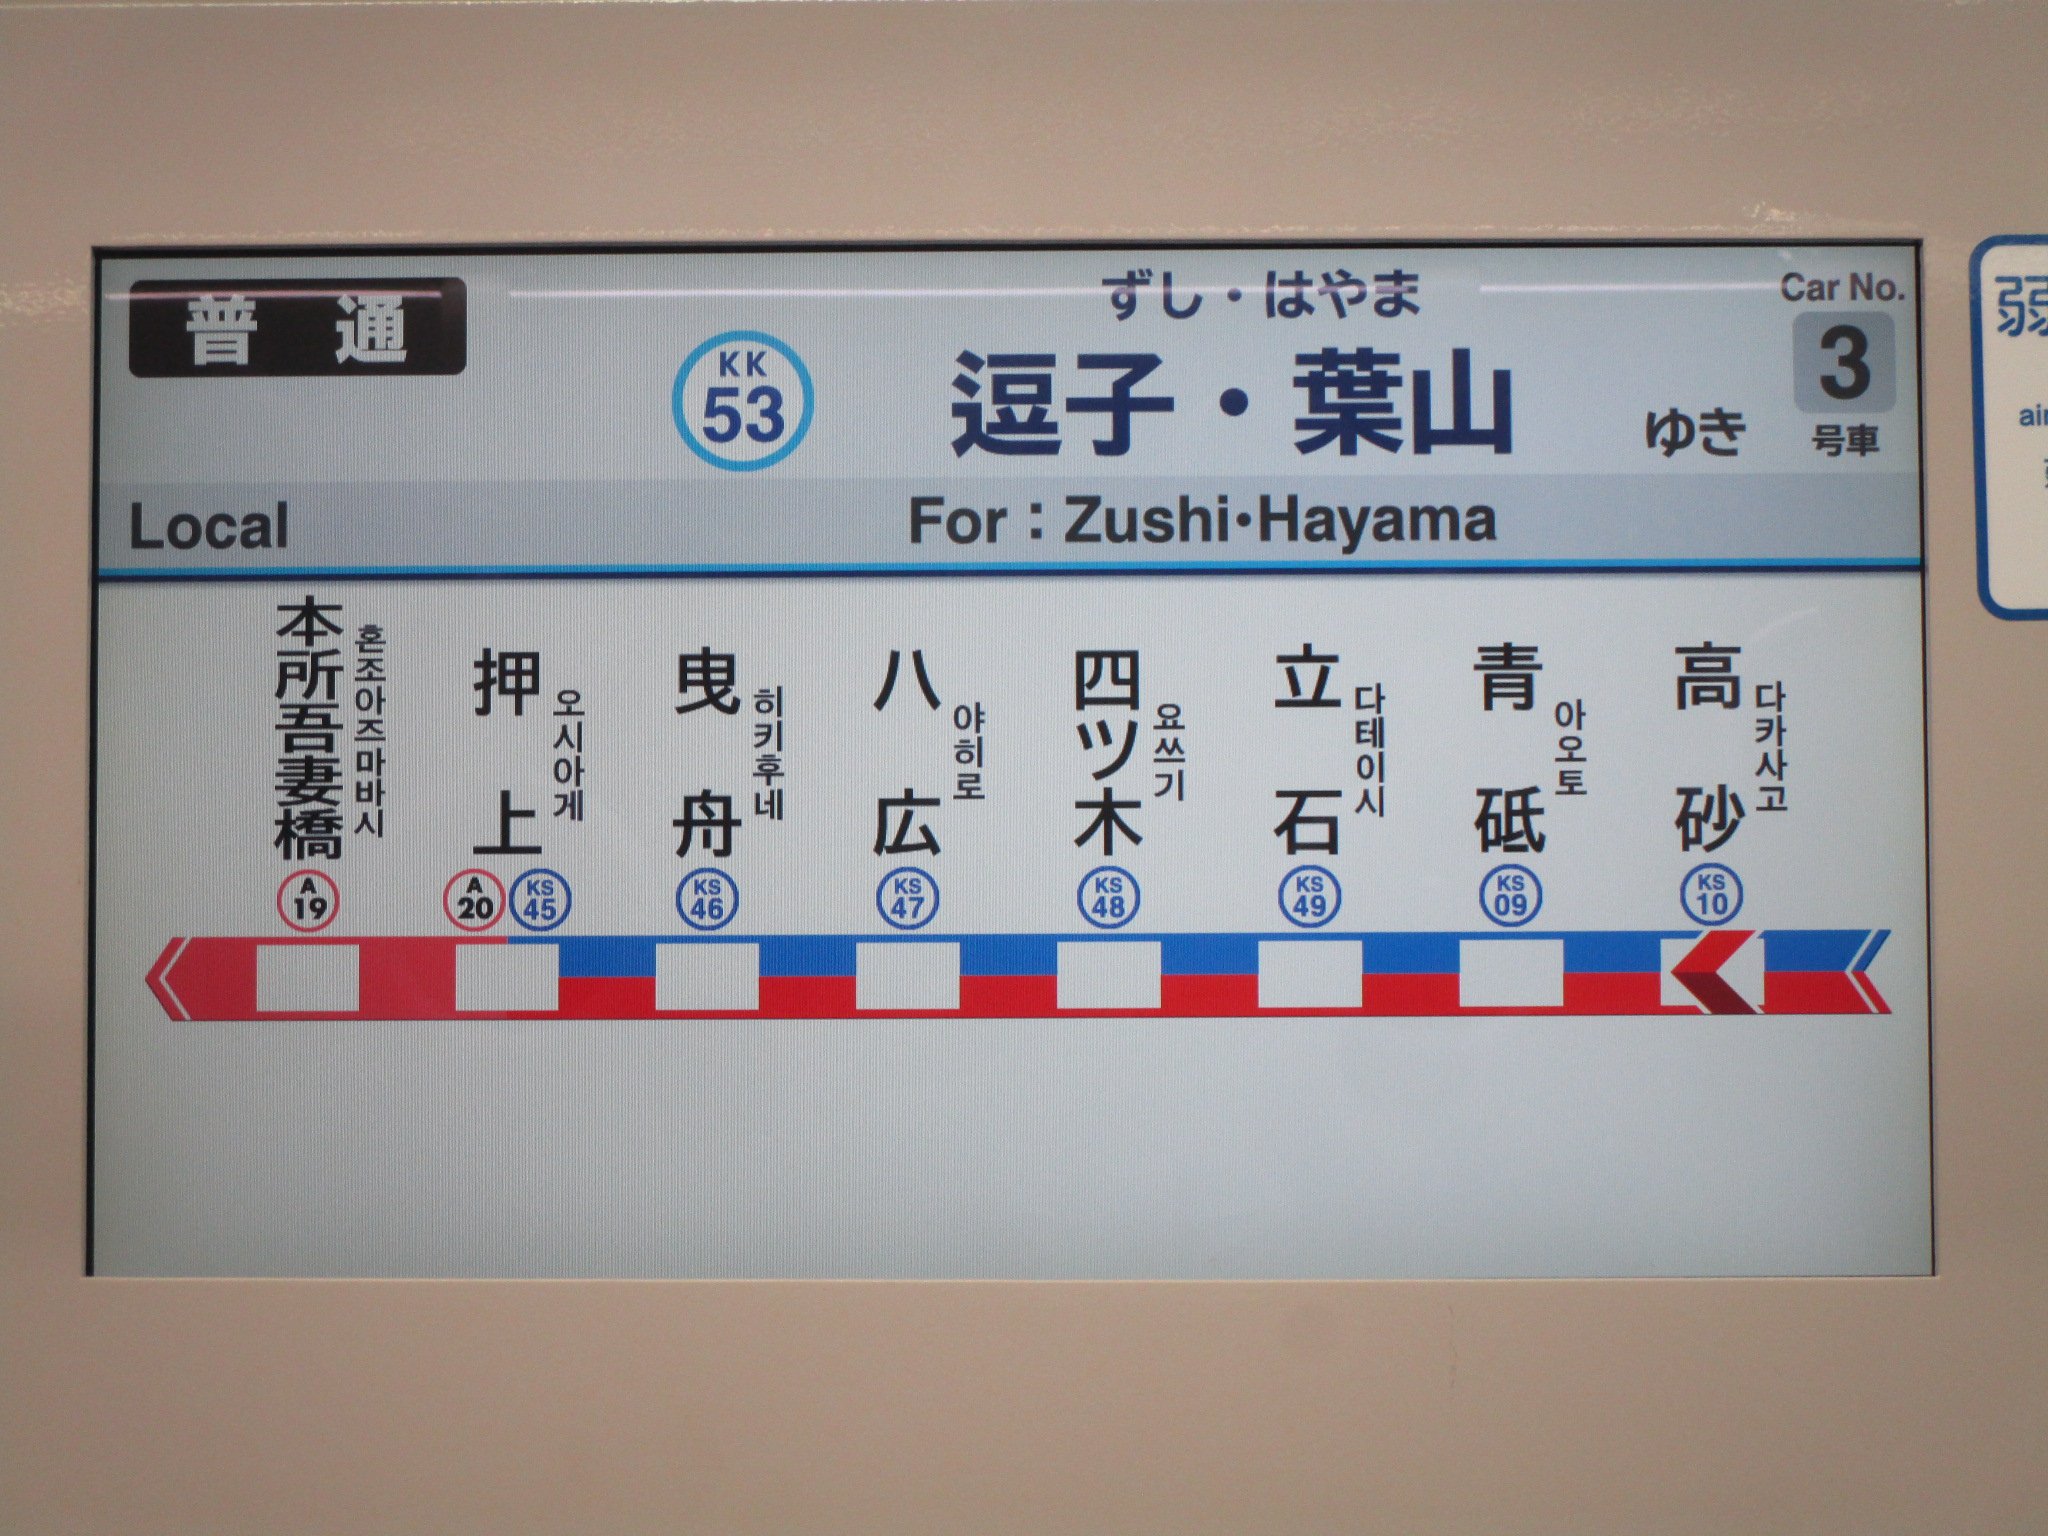 普通
KK
53
ずし・はやま
逗子・葉山
ゆき
Car No.
3
号車
Local
For：Zushi・Hayama
本所吾妻橋
혼조아즈마바시
押上
오시아게
曳舟
히키후네
八広
야히로
四ツ木
요쓰기
立石
다테이시
青砥
아오토
高砂
다카사고
A
19
A
20
KS
45
KS
46
KS
47
KS
48
KS
49
KS
09
KS
10
弱
air